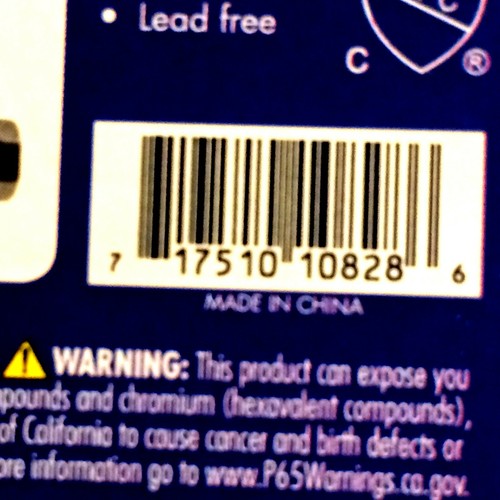 • Lead free
C ®
7 17510 10828 6
MADE IN CHINA
WARNING: This product can expose you
pounds and chromium (hexavalent compounds),
of California to cause cancer and birth defects or
ore information go to www.P65Warnings.ca.gov.